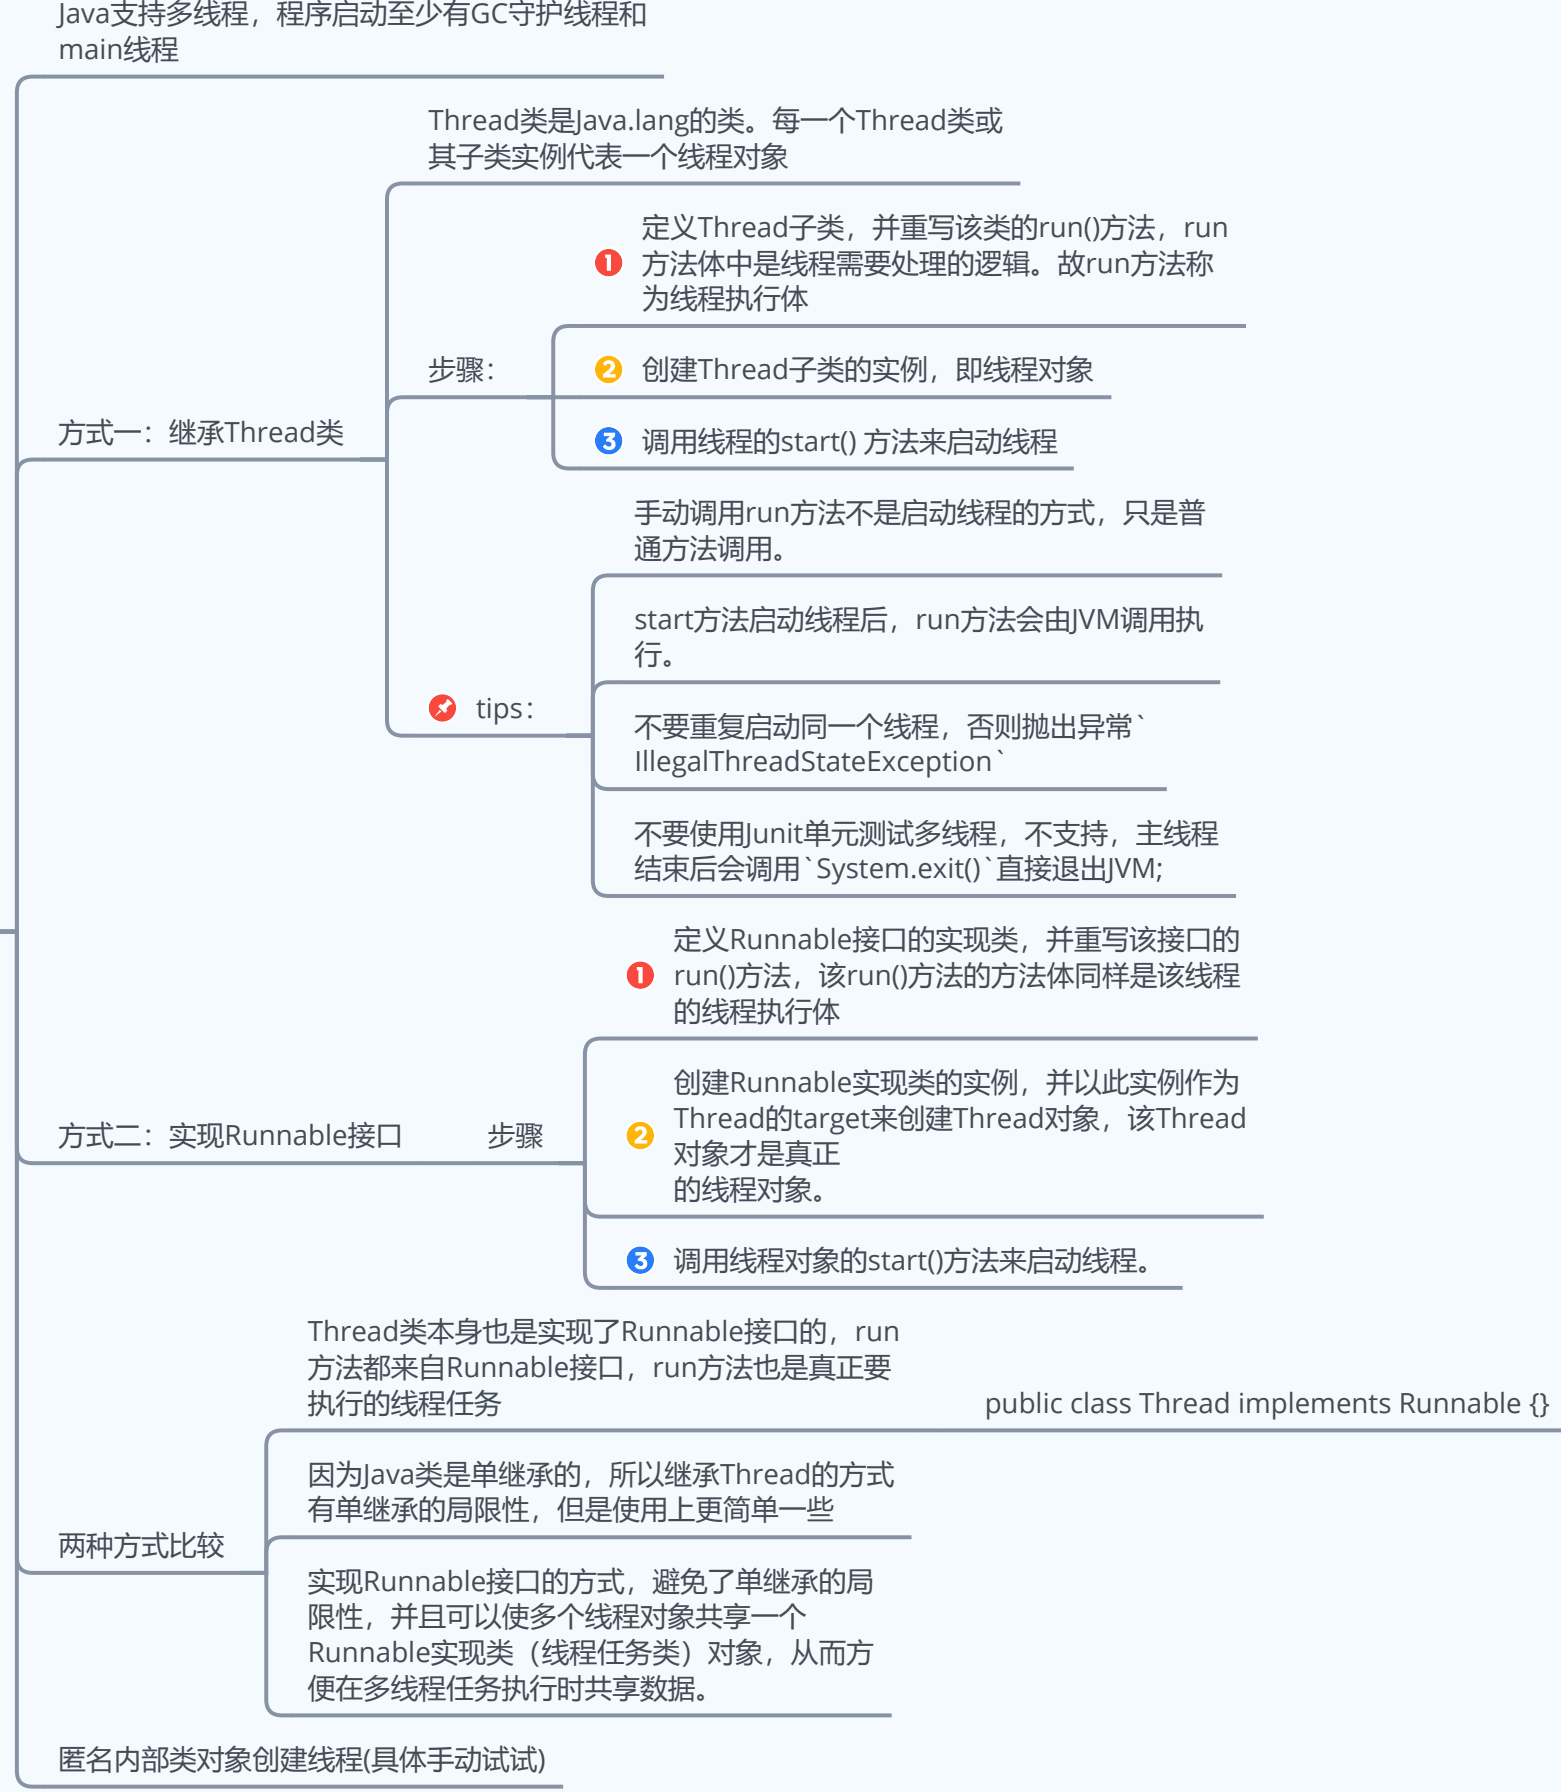 Java支持多线程，程序启动至少有GC守护线程和
main线程
Thread类是Java.lang的类。每一个Thread类或
其子类实例代表一个线程对象
定义Thread子类，并重写该类的run()方法，run
1 方法体中是线程需要处理的逻辑。故run方法称
为线程执行体
步骤：
2 创建Thread子类的实例，即线程对象
方式一：继承Thread类
3 调用线程的start() 方法来启动线程
手动调用run方法不是启动线程的方式，只是普
通方法调用。
start方法启动线程后，run方法会由JVM调用执
行。
tips：
不要重复启动同一个线程，否则抛出异常`
IllegalThreadStateException`
不要使用Junit单元测试多线程，不支持，主线程
结束后会调用`System.exit()`直接退出JVM;
定义Runnable接口的实现类，并重写该接口的
1 run()方法，该run()方法的方法体同样是该线程
的线程执行体
方式二：实现Runnable接口
步骤
创建Runnable实现类的实例，并以此实例作为
Thread的target来创建Thread对象，该Thread
2 对象才是真正
的线程对象。
3 调用线程对象的start()方法来启动线程。
Thread类本身也是实现了Runnable接口的，run
方法都来自Runnable接口，run方法也是真正要
执行的线程任务
public class Thread implements Runnable {}
因为Java类是单继承的，所以继承Thread的方式
有单继承的局限性，但是使用上更简单一些
两种方式比较
实现Runnable接口的方式，避免了单继承的局
限性，并且可以使多个线程对象共享一个
Runnable实现类（线程任务类）对象，从而方
便在多线程任务执行时共享数据。
匿名内部类对象创建线程(具体手动试试)